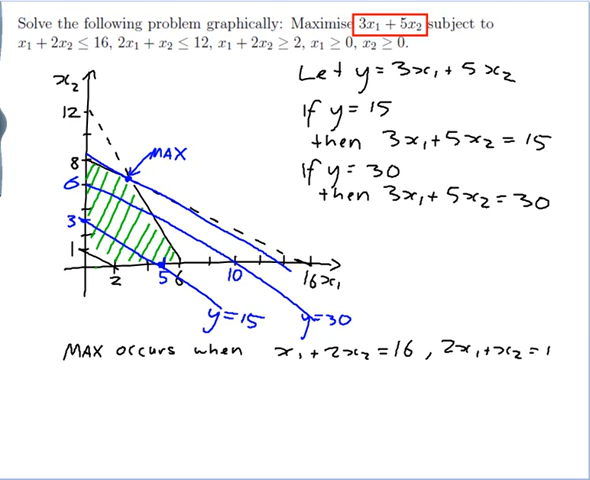 Solve the following problem graphically: Maximise 3x₁ + 5x₂ subject to
x₁ + 2x₂ ≤ 16, 2x₁ + x₂ ≤ 12, x₁ + 2x₂ ≥ 2, x₁ ≥ 0, x₂ ≥ 0.
Let y = 3x₁ + 5x₂
If y = 15
then 3x₁ + 5x₂ = 15
If y = 30
then 3x₁ + 5x₂ = 30
x₂
12
8
6
3
1
MAX
2
5
6
10
16
x₁
y=15
y=30
MAX occurs when x₁ + 2x₂ = 16 , 2x₁ + x₂ = 1